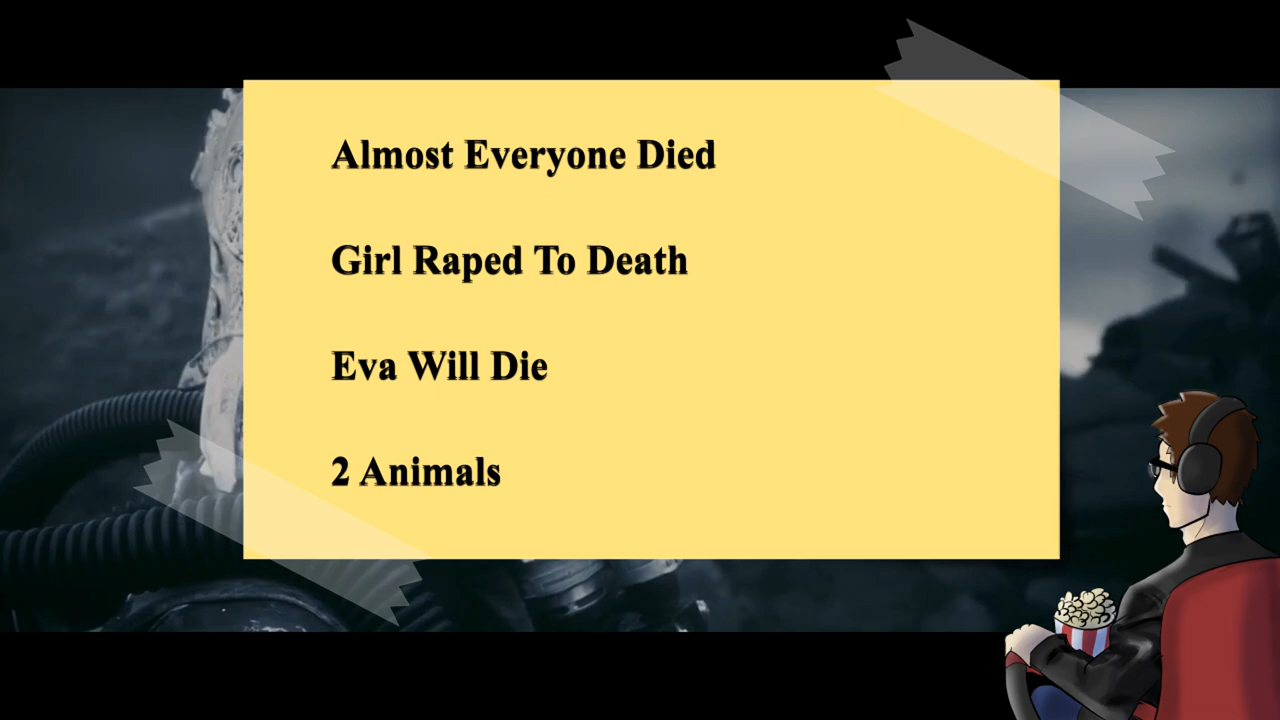 Almost Everyone Died
Girl Raped To Death
Eva Will Die
2 Animals